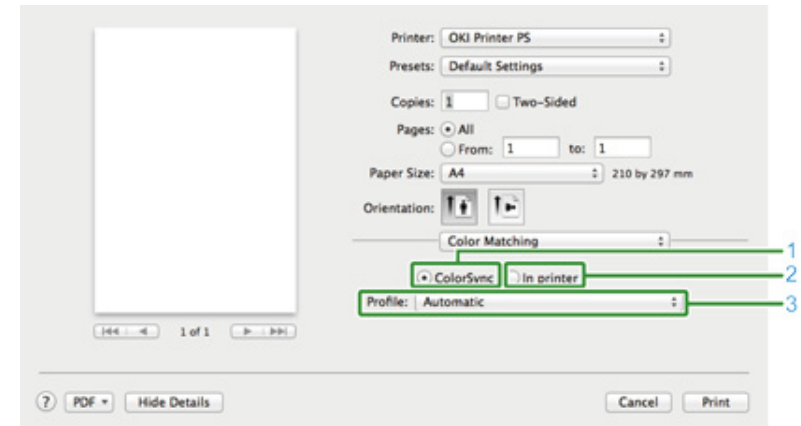 Printer: OKI Printer PS
Presets: Default Settings
Copies: 1 Two-Sided
Pages: All
From: 1 to: 1
Paper Size: A4 210 by 297 mm
Orientation:
Color Matching
1
ColorSync In printer 2
Profile: Automatic 3
1 of 1
? PDF Hide Details Cancel Print